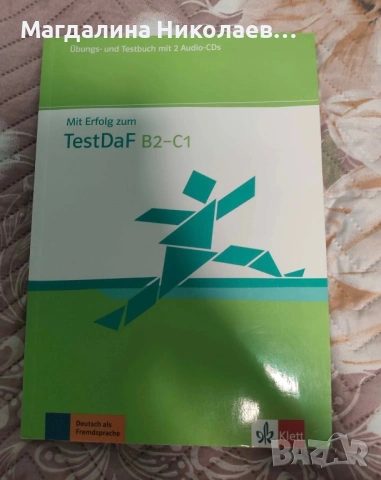 Магдалина Николаев...
Übungs- und Testbuch mit 2 Audio-CDs
Mit Erfolg zum
TestDaF B2-C1
Deutsch als
Fremdsprache
Klett
BAZAR